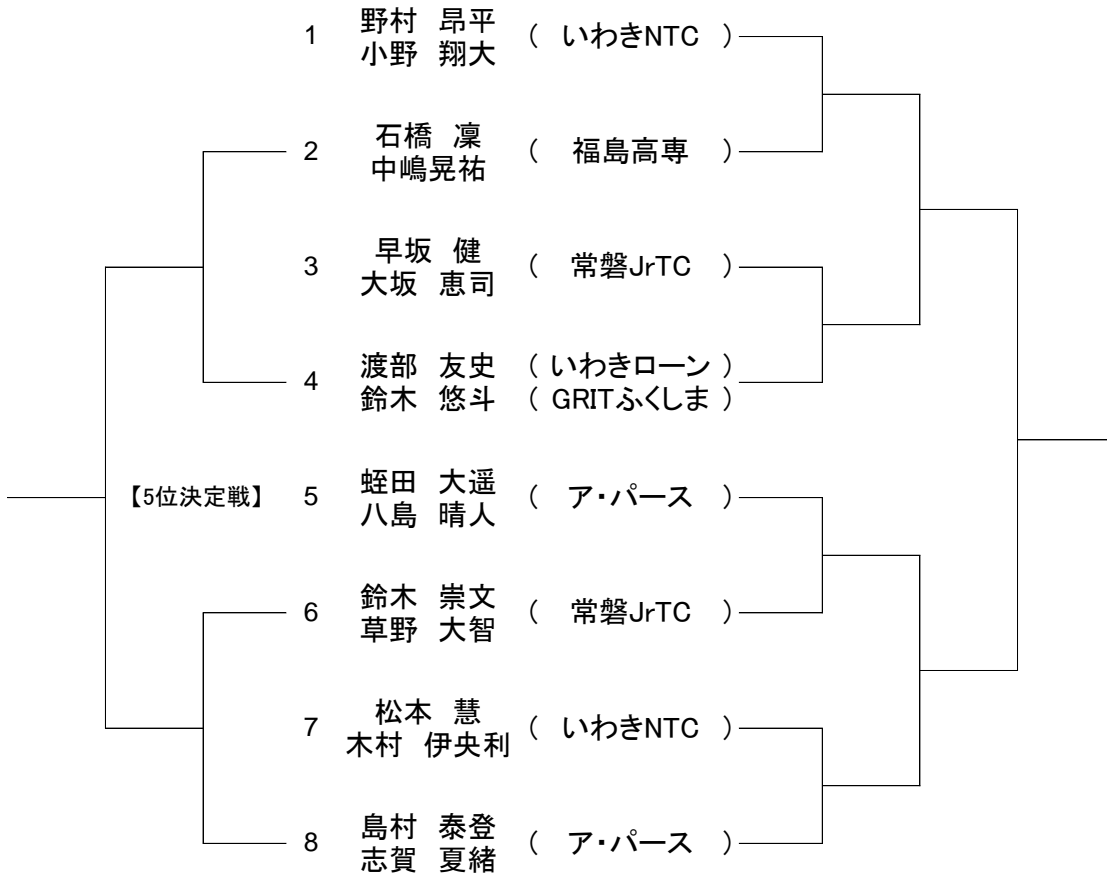 1 野村 昂平 ( いわきNTC )
小野 翔大
2 石橋 凜 ( 福島高専 )
中嶋晃祐
3 早坂 健 ( 常磐JrTC )
大坂 恵司
4 渡部 友史 ( いわきローン )
鈴木 悠斗 ( GRITふくしま )
【5位決定戦】 5 蛭田 大遥 ( ア・パース )
八島 晴人
6 鈴木 崇文 ( 常磐JrTC )
草野 大智
7 松本 慧 ( いわきNTC )
木村 伊央利
8 島村 泰登 ( ア・パース )
志賀 夏緒